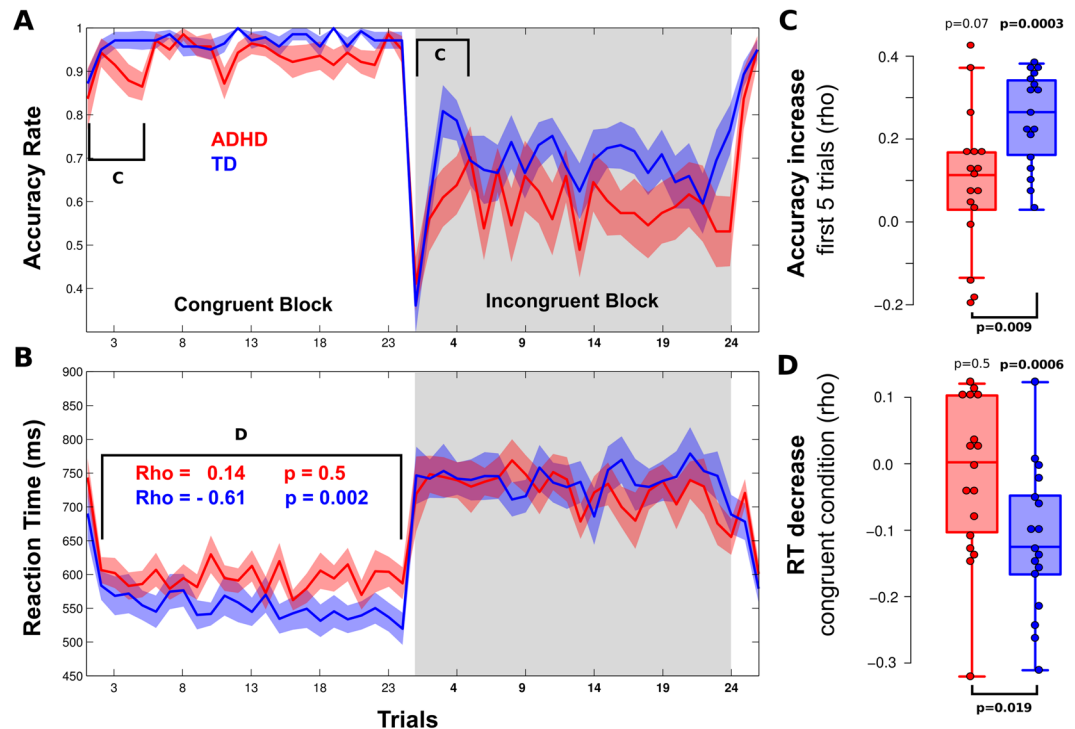 A
Accuracy Rate
1
0.9
0.8
0.7
0.6
0.5
0.4
C
ADHD
TD
C
Congruent Block
Incongruent Block
3 8 13 18 23 4 9 14 19 24
B
Reaction Time (ms)
900
850
800
750
700
650
600
550
500
450
D
Rho = 0.14 p = 0.5
Rho = - 0.61 p = 0.002
3 8 13 18 23 4 9 14 19 24
Trials
C
p=0.07 p=0.0003
Accuracy increase
first 5 trials (rho)
0.4
0.2
0.0
−0.2
p=0.009
D
p=0.5 p=0.0006
RT decrease
congruent condition (rho)
0.1
0.0
−0.1
−0.2
−0.3
p=0.019